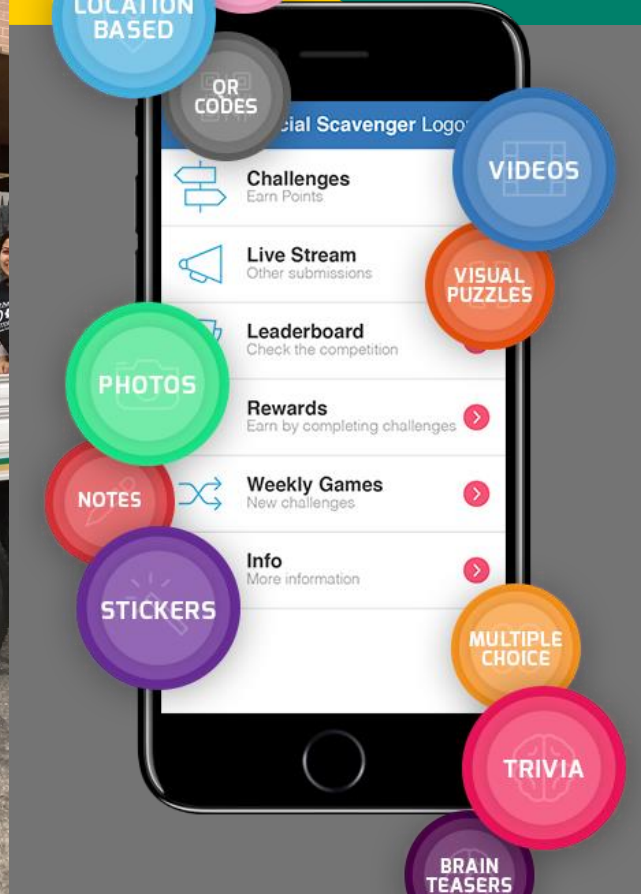 LOCATION
BASED
QR
CODES
cial Scavenger Logo
VIDEOS
Challenges
Earn Points
Live Stream
Other submissions
VISUAL
PUZZLES
Leaderboard
Check the competition
PHOTOS
Rewards
Earn by completing challenges
NOTES
Weekly Games
New challenges
Info
More information
STICKERS
MULTIPLE
CHOICE
TRIVIA
BRAIN
TEASERS